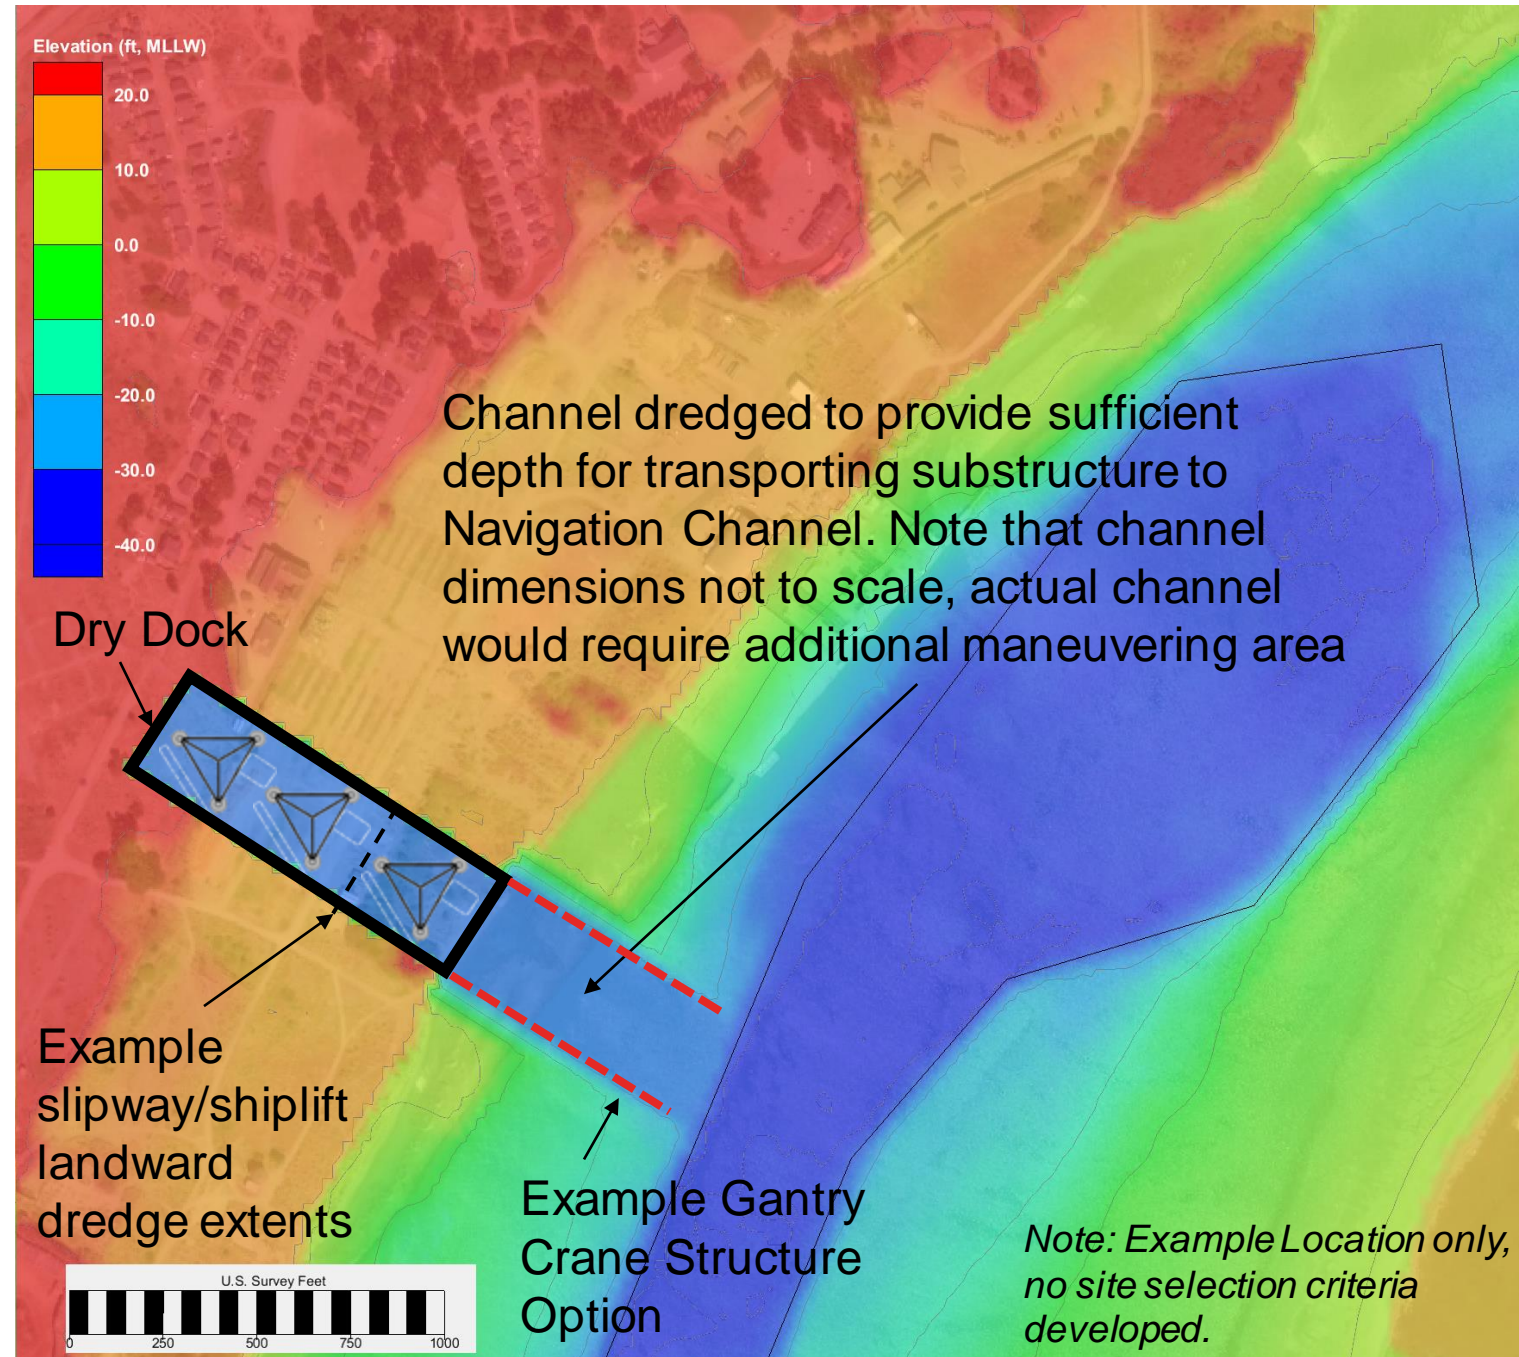 Elevation (ft, MLLW)
20.0
10.0
0.0
-10.0
-20.0
-30.0
-40.0
Channel dredged to provide sufficient
depth for transporting substructure to
Navigation Channel. Note that channel
dimensions not to scale, actual channel
would require additional maneuvering area
Dry Dock
Example
slipway/shiplift
landward
dredge extents
Example Gantry
Crane Structure
Option
Note: Example Location only,
no site selection criteria
developed.
U.S. Survey Feet
0 250 500 750 1000